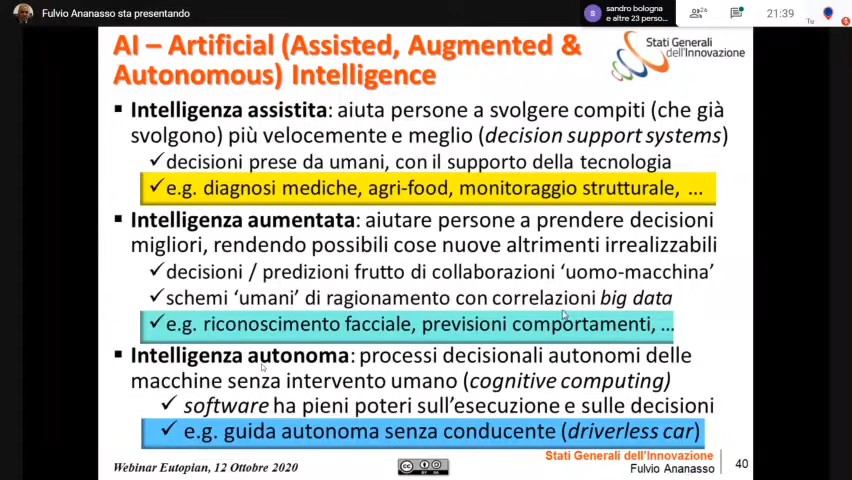 Fulvio Ananasso sta presentando
sandro bologna
e altre 23 perso...
26
21:39
Tu
AI – Artificial (Assisted, Augmented &
Autonomous) Intelligence
Stati Generali
dell'Innovazione
▪ Intelligenza assistita: aiuta persone a svolgere compiti (che già
svolgono) più velocemente e meglio (decision support systems)
✓decisioni prese da umani, con il supporto della tecnologia
✓e.g. diagnosi mediche, agri-food, monitoraggio strutturale, ...
▪ Intelligenza aumentata: aiutare persone a prendere decisioni
migliori, rendendo possibili cose nuove altrimenti irrealizzabili
✓decisioni / predizioni frutto di collaborazioni 'uomo-macchina'
✓schemi 'umani' di ragionamento con correlazioni big data
✓e.g. riconoscimento facciale, previsioni comportamenti, ...
▪ Intelligenza autonoma: processi decisionali autonomi delle
macchine senza intervento umano (cognitive computing)
✓ software ha pieni poteri sull'esecuzione e sulle decisioni
✓ e.g. guida autonoma senza conducente (driverless car)
Webinar Eutopian, 12 Ottobre 2020
cc
Stati Generali dell'Innovazione
Fulvio Ananasso
40